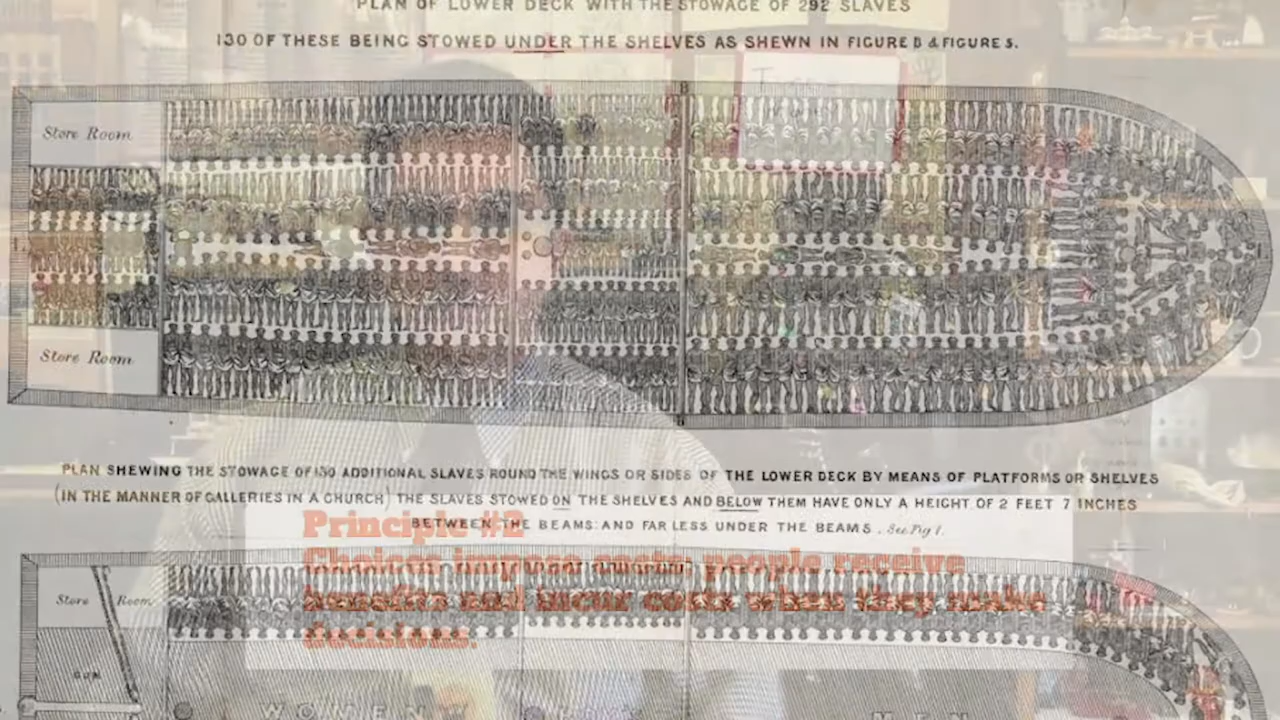 PLAN OF LOWER DECK WITH THE STOWAGE OF 292 SLAVES
130 OF THESE BEING STOWED UNDER THE SHELVES AS SHEWN IN FIGURE D & FIGURE 5.
Store Room
Store Room
PLAN SHEWING THE STOWAGE OF 130 ADDITIONAL SLAVES ROUND THE WINGS OR SIDES OF THE LOWER DECK BY MEANS OF PLATFORMS OR SHELVES
(IN THE MANNER OF GALLERIES IN A CHURCH) THE SLAVES STOWED ON THE SHELVES AND BELOW THEM HAVE ONLY A HEIGHT OF 2 FEET 7 INCHES
BETWEEN THE BEAMS: AND FAR LESS UNDER THE BEAMS. See Fig 1.
Principle #2
Choices impose costs; people receive
benefits and incur costs when they make
decisions.
Store Room
GUN
WOMEN
MEN